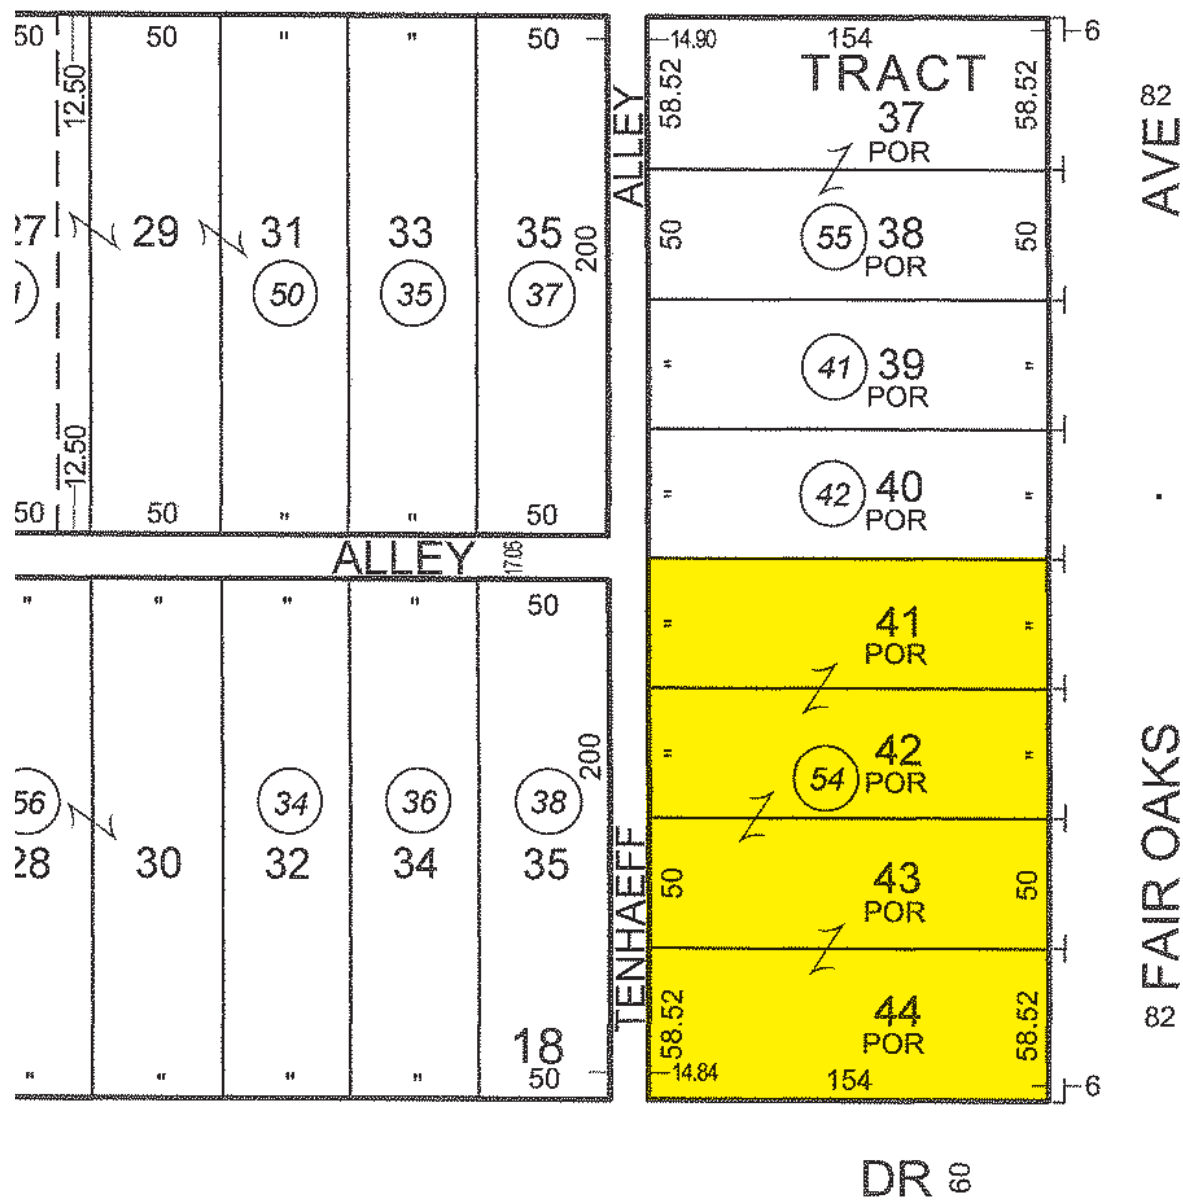 50 50 " " 50
12.50
27 29 31 33 35
50 35 37
200
12.50
50 50 " " 50
ALLEY 17.05
" " " " 50
200
56 34 36 38
28 30 32 34 35
18
" " " " 50
ALLEY
TENHAEFF
14.90 154 6
TRACT
58.52 37 58.52
POR
50 55 38 50
POR
" 41 39 "
POR
" 42 40 "
POR
" 41 "
POR
" 42 "
54 POR
50 43 50
POR
58.52 44 58.52
POR
14.84 154 6
82
AVE
FAIR OAKS
82
DR 60